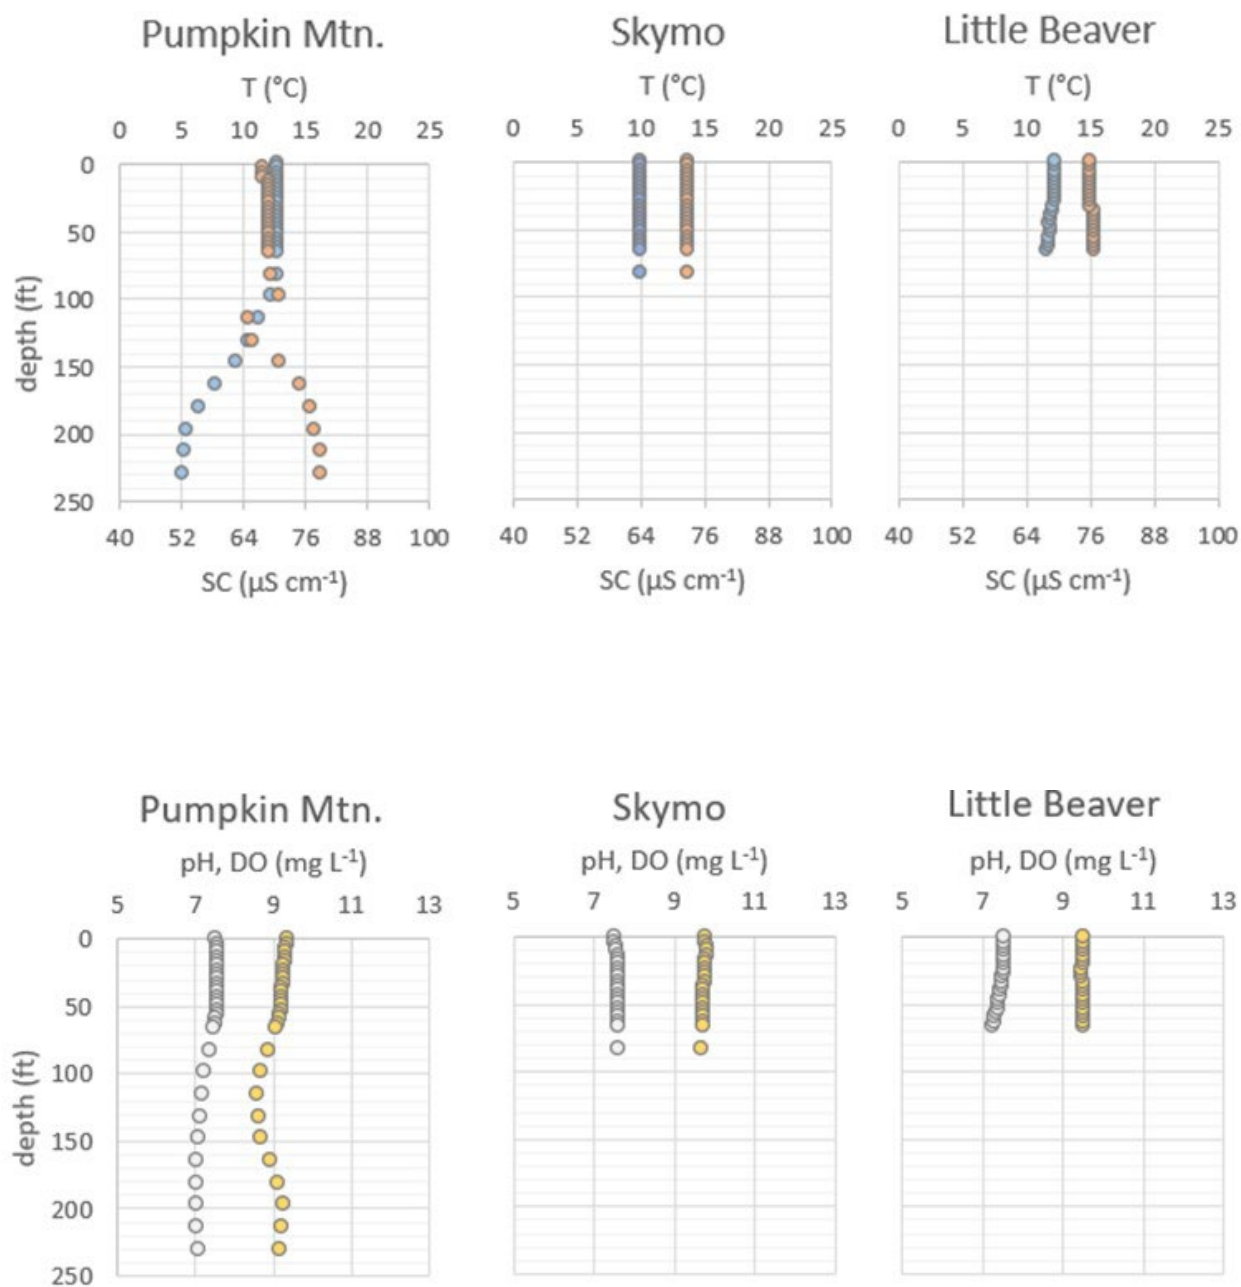 Pumpkin Mtn. Skymo Little Beaver
T (°C) T (°C) T (°C)
0 5 10 15 20 25 0 5 10 15 20 25 0 5 10 15 20 25
0
50
100
150
200
250
depth (ft)
40 52 64 76 88 100 40 52 64 76 88 100 40 52 64 76 88 100
SC (µS cm⁻¹) SC (µS cm⁻¹) SC (µS cm⁻¹)
Pumpkin Mtn. Skymo Little Beaver
pH, DO (mg L⁻¹) pH, DO (mg L⁻¹) pH, DO (mg L⁻¹)
5 7 9 11 13 5 7 9 11 13 5 7 9 11 13
0
50
100
150
200
250
depth (ft)